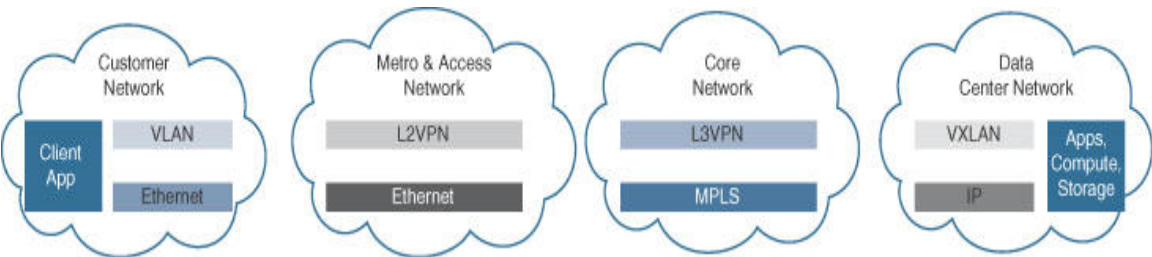 Customer
Network
Client
App
VLAN
Ethernet
Metro & Access
Network
L2VPN
Ethernet
Core
Network
L3VPN
MPLS
Data
Center Network
VXLAN
IP
Apps,
Compute,
Storage